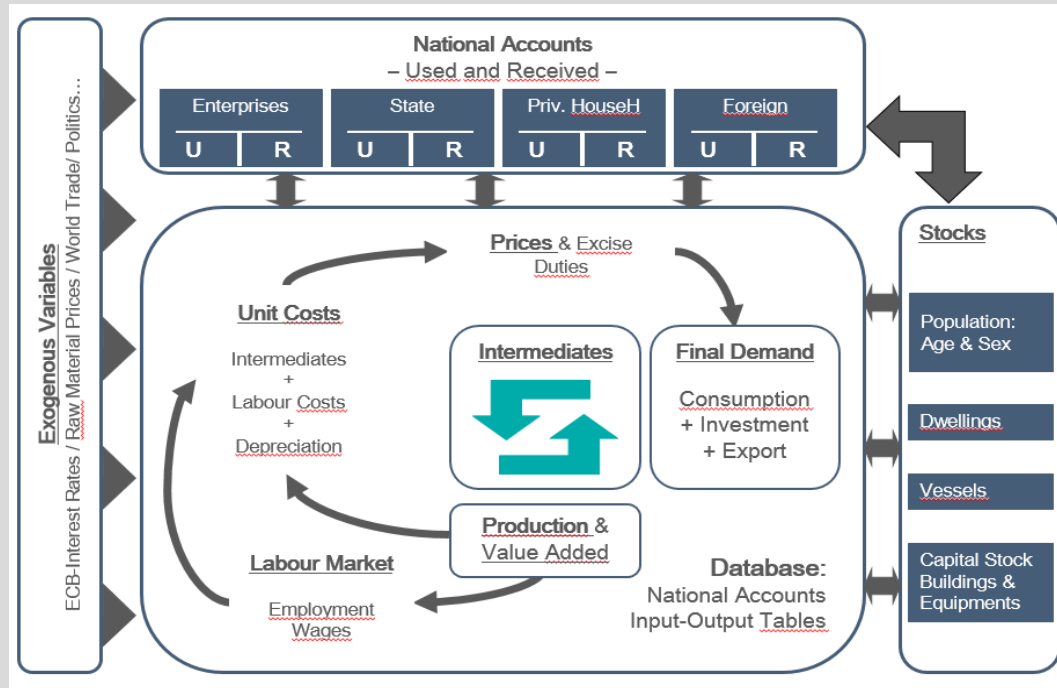 Exogenous Variables
ECB-Interest Rates / Raw Material Prices / World Trade/ Politics…
National Accounts
– Used and Received –
Enterprises
U R
State
U R
Priv. HouseH
U R
Foreign
U R
Prices & Excise
Duties
Unit Costs
Intermediates
+
Labour Costs
+
Depreciation
Intermediates
Final Demand
Consumption
+ Investment
+ Export
Production &
Value Added
Labour Market
Employment
Wages
Database:
National Accounts
Input-Output Tables
Stocks
Population:
Age & Sex
Dwellings
Vessels
Capital Stock
Buildings &
Equipments